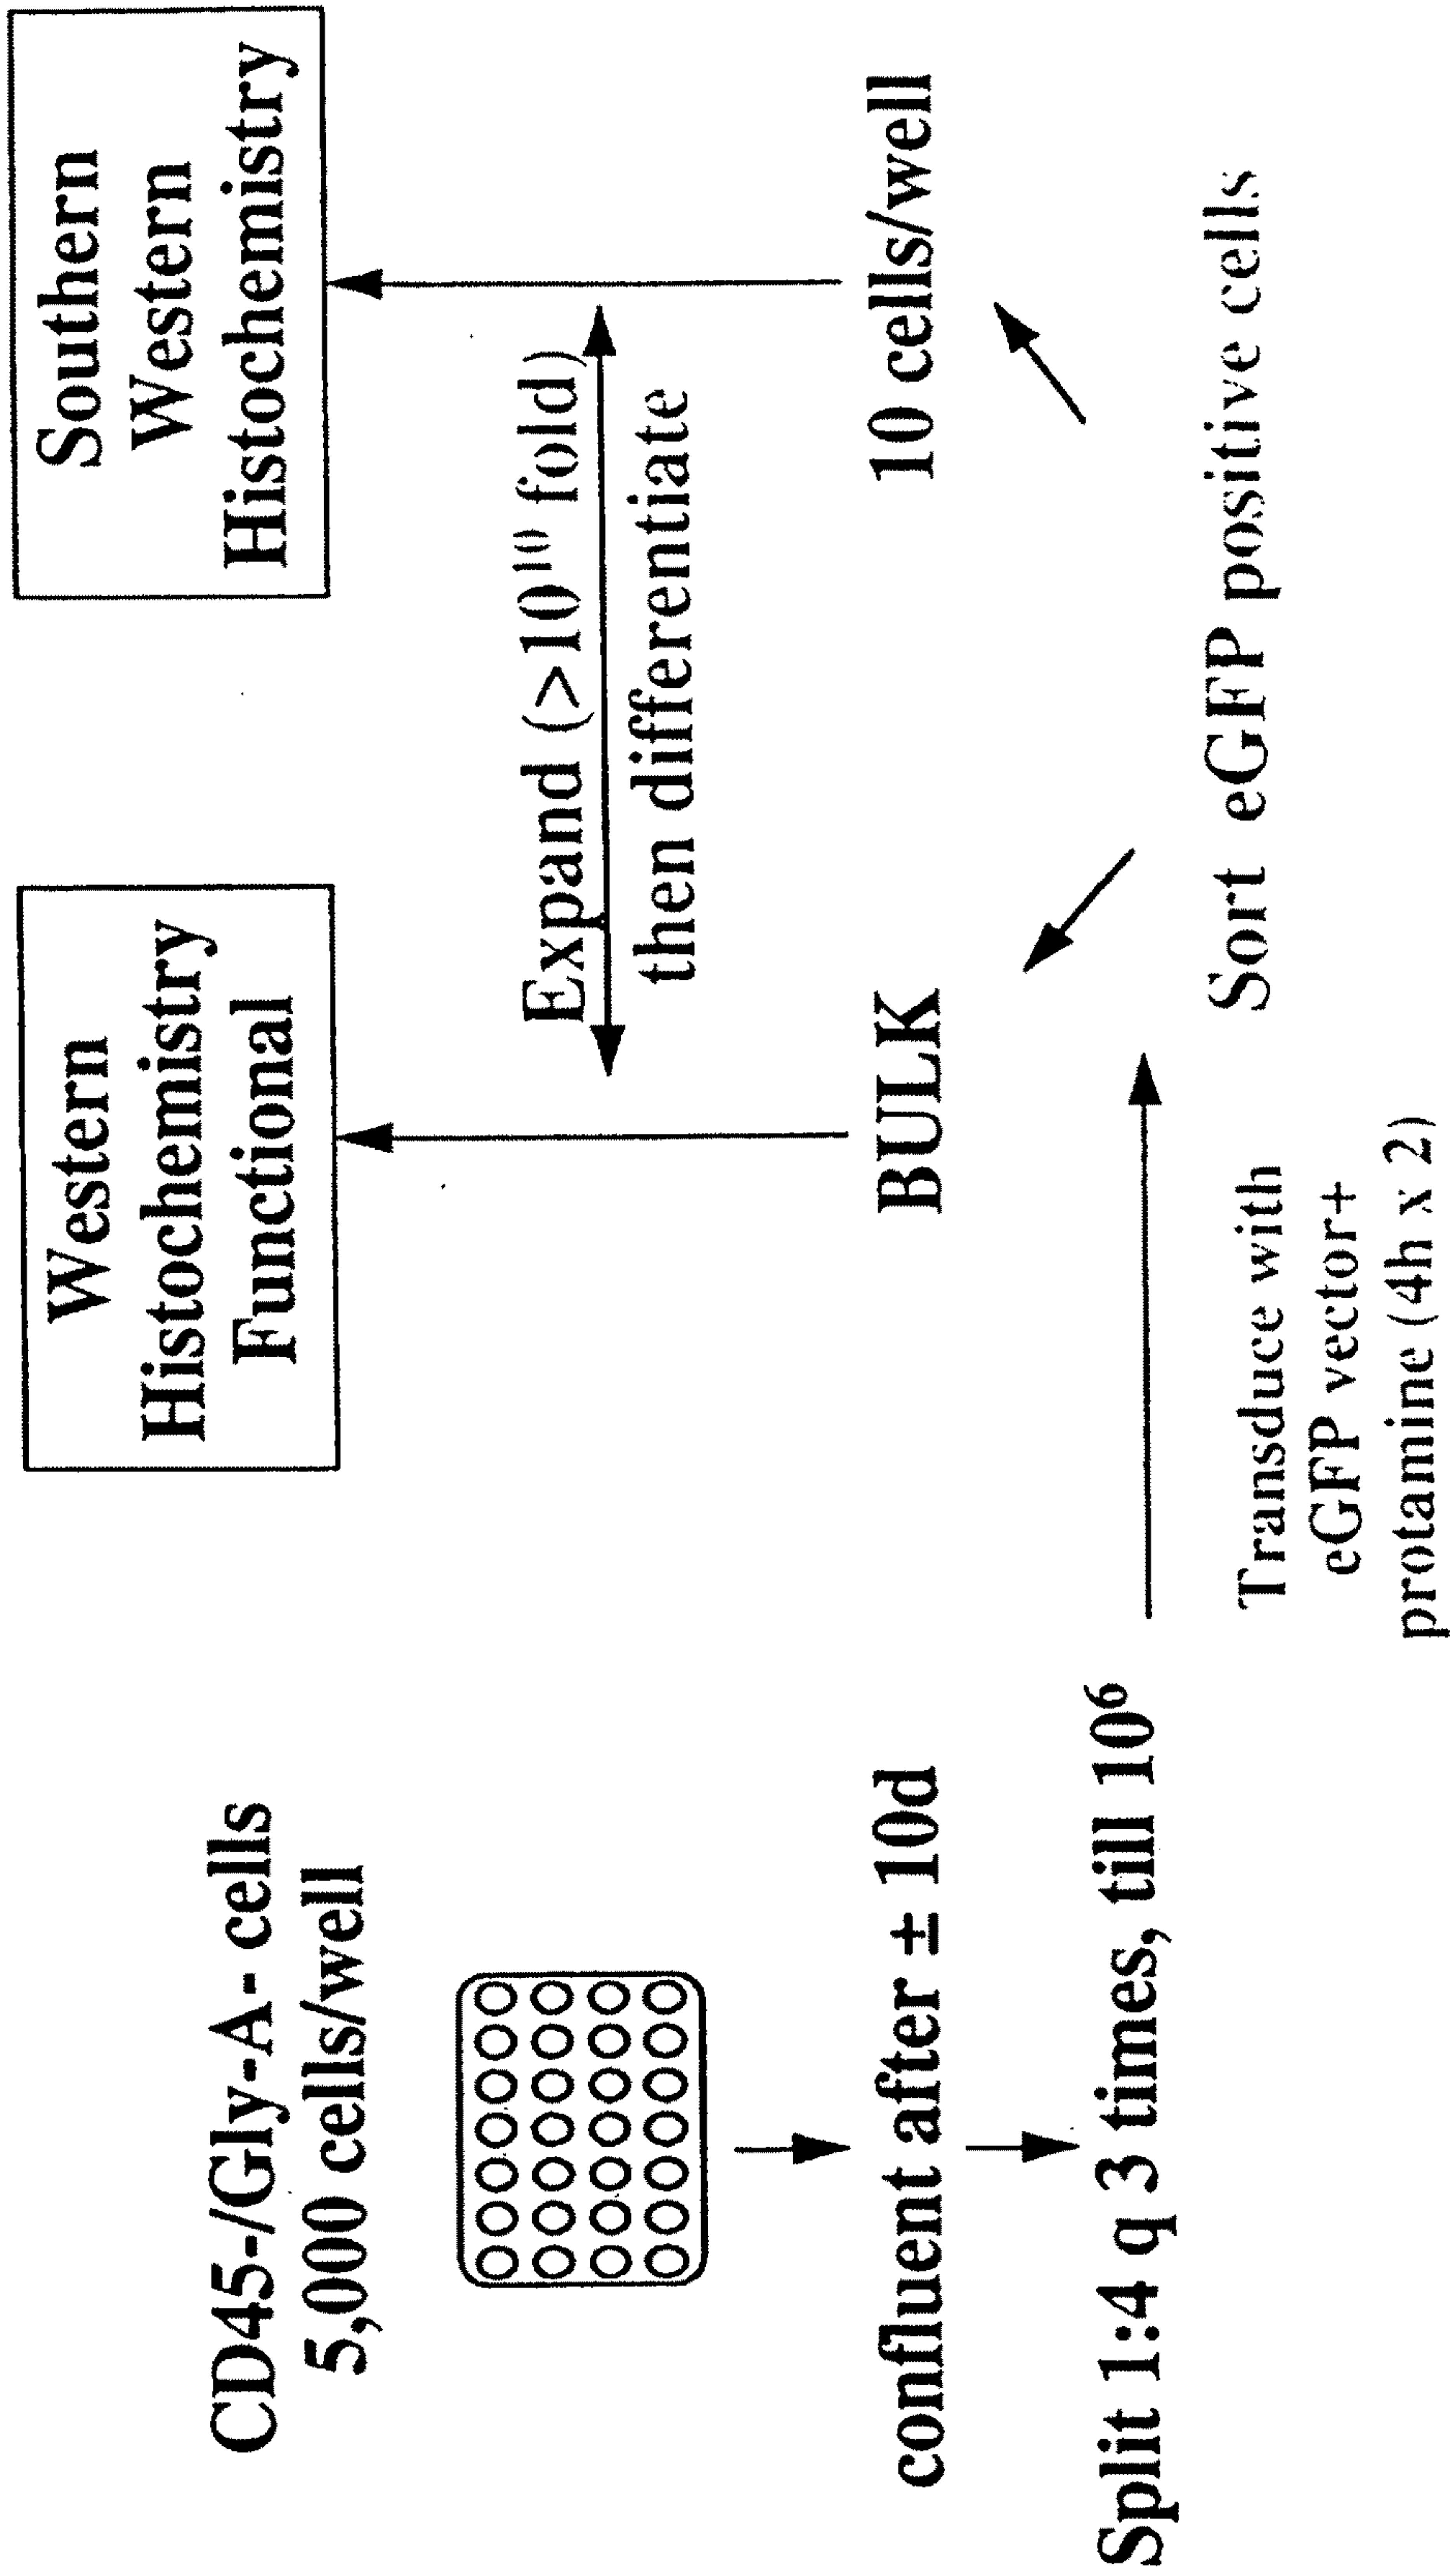 CD45-/Gly-A- cells
5,000 cells/well
confluent after ± 10d
Split 1:4 q 3 times, till 10⁶
Transduce with
eGFP vector+
protamine (4h x 2)
Sort eGFP positive cells
BULK
10 cells/well
Expand (>10¹⁰ fold)
then differentiate
Western
Histochemistry
Functional
Southern
Western
Histochemistry